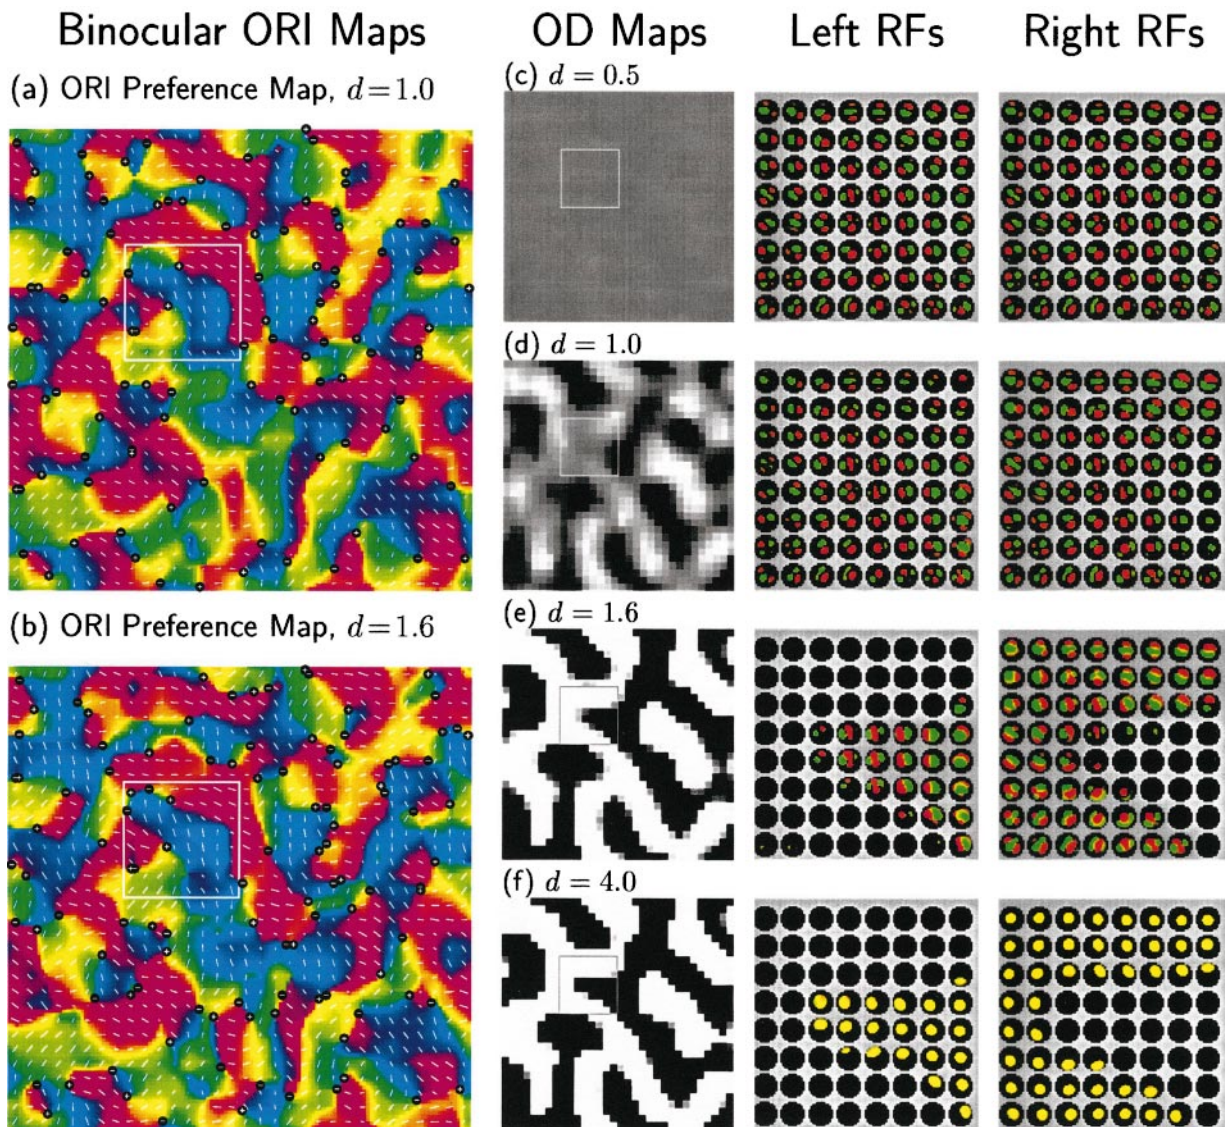 Binocular ORI Maps
OD Maps
Left RFs
Right RFs
(a) ORI Preference Map, d=1.0
(c) d = 0.5
(d) d = 1.0
(b) ORI Preference Map, d=1.6
(e) d = 1.6
(f) d = 4.0